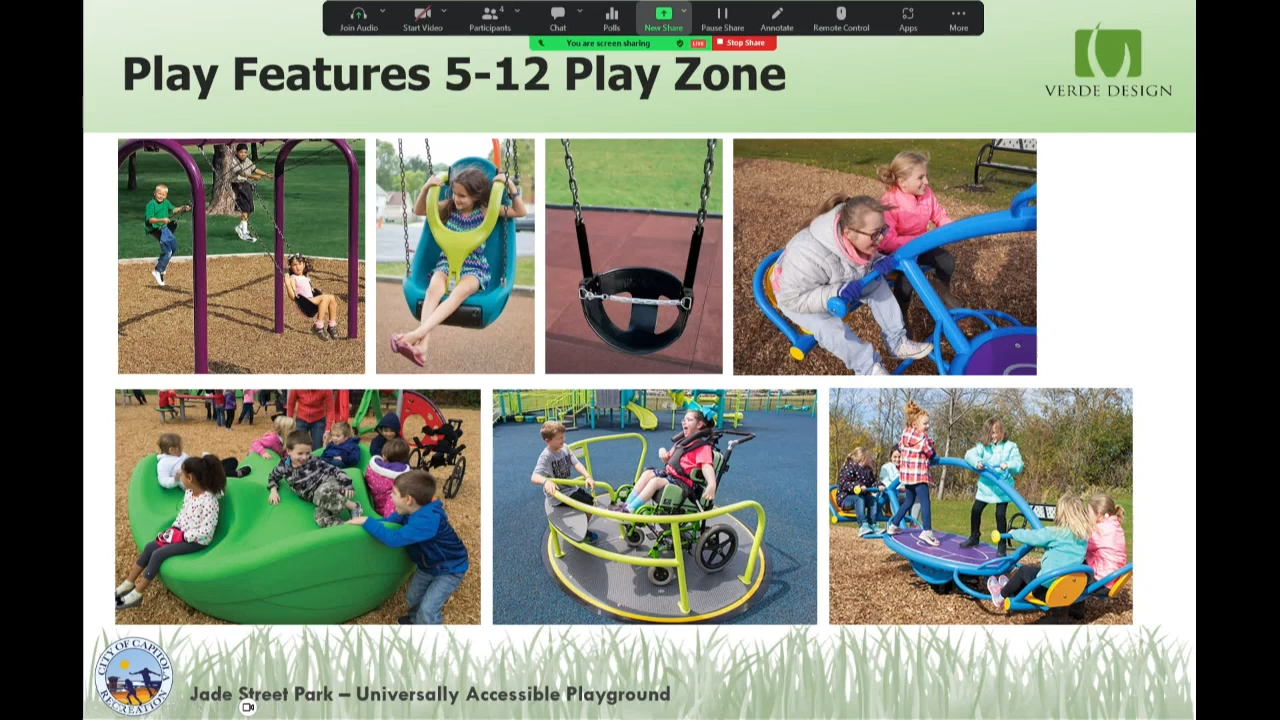 Join Audio
Start Video
Participants
4
Chat
Polls
New Share
Pause Share
Annotate
Remote Control
Apps
More
You are screen sharing
LIVE
Stop Share
Play Features 5-12 Play Zone
VERDE DESIGN
CITY OF CAPITOLA
RECREATION
Jade Street Park – Universally Accessible Playground